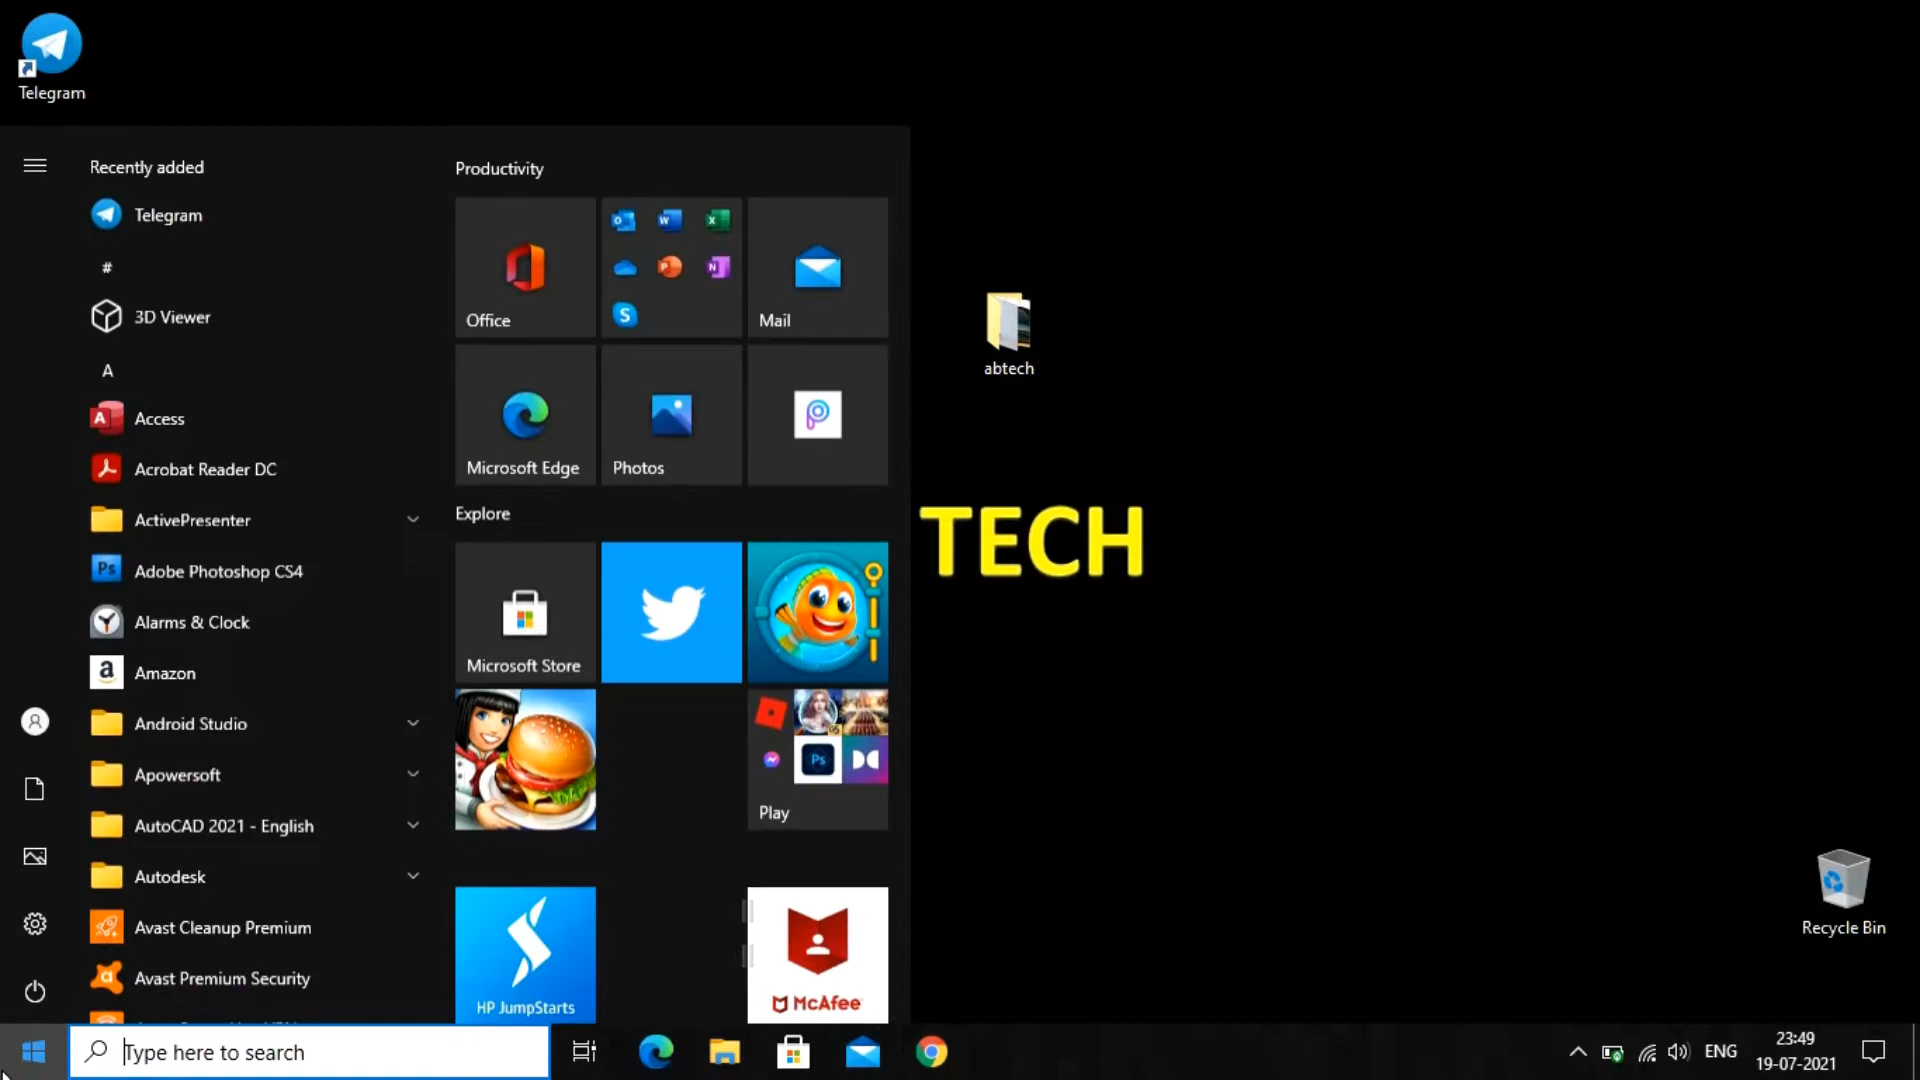 Telegram
Recently added
Telegram
#
3D Viewer
A
Access
Acrobat Reader DC
ActivePresenter
Adobe Photoshop CS4
Alarms & Clock
Amazon
Android Studio
Apowersoft
AutoCAD 2021 - English
Autodesk
Avast Cleanup Premium
Avast Premium Security
Productivity
Office
Mail
Microsoft Edge
Photos
Explore
Microsoft Store
Play
HP JumpStarts
McAfee
abtech
TECH
Recycle Bin
Type here to search
ENG
23:49
19-07-2021